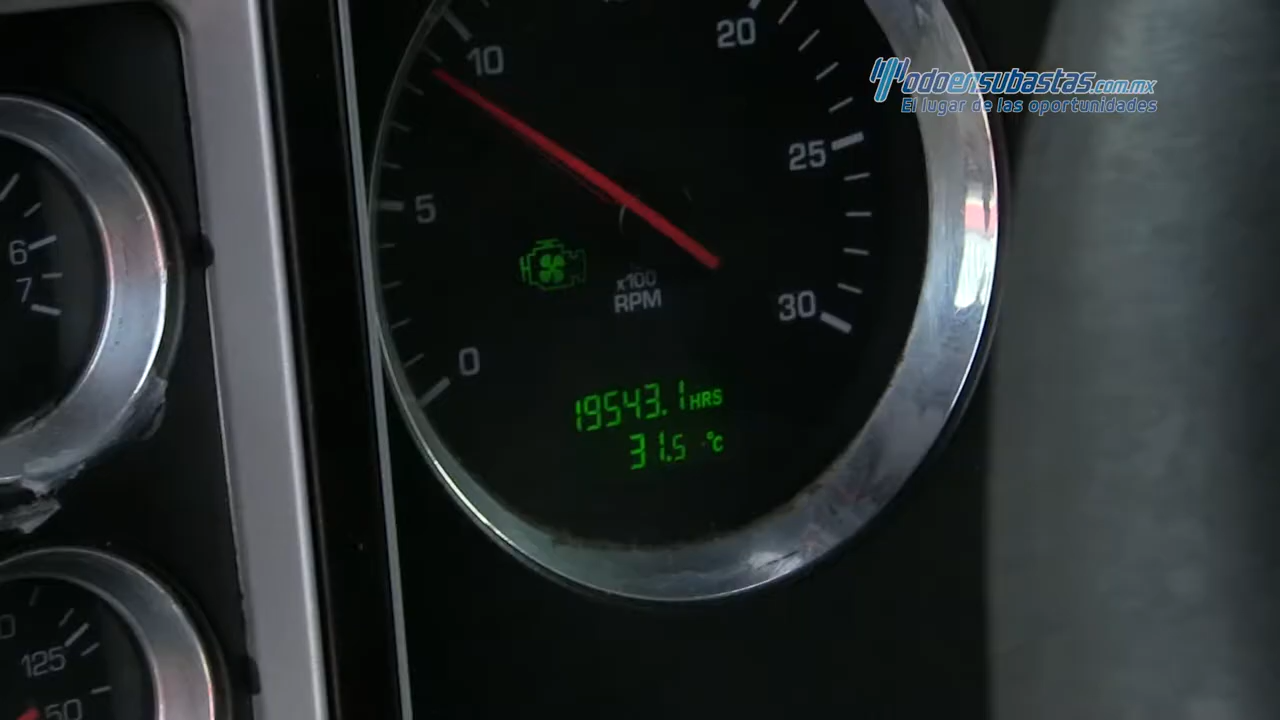 20
10
Todoensubastas.com.mx
El lugar de las oportunidades
25
5
6
7
x100
RPM
30
0
19543.1 HRS
31.5 °C
125
50